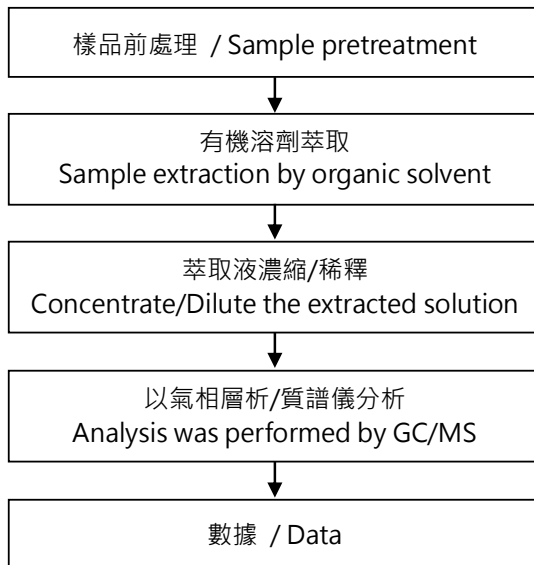 樣品前處理 / Sample pretreatment
有機溶劑萃取
Sample extraction by organic solvent
萃取液濃縮/稀釋
Concentrate/Dilute the extracted solution
以氣相層析/質譜儀分析
Analysis was performed by GC/MS
數據 / Data